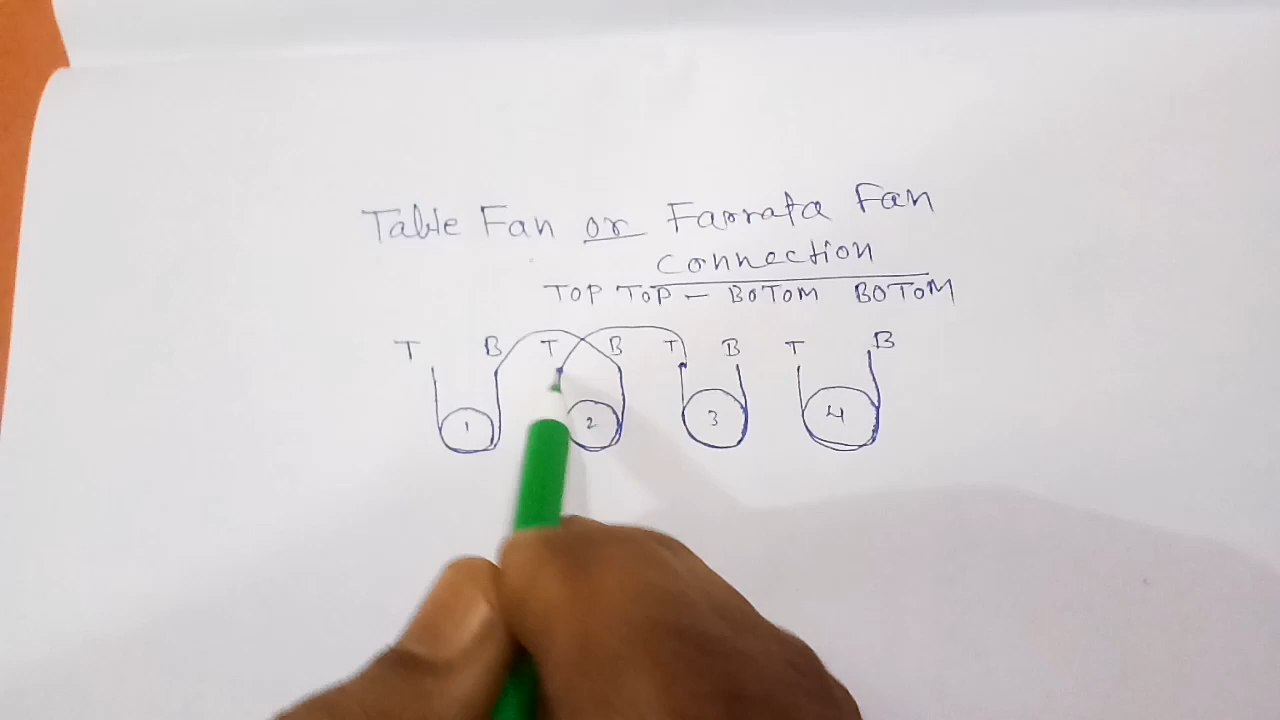 Table Fan or Farrata Fan
Connection
TOP TOP - BOTOM BOTOM
T B T B T B T B
1 2 3 4